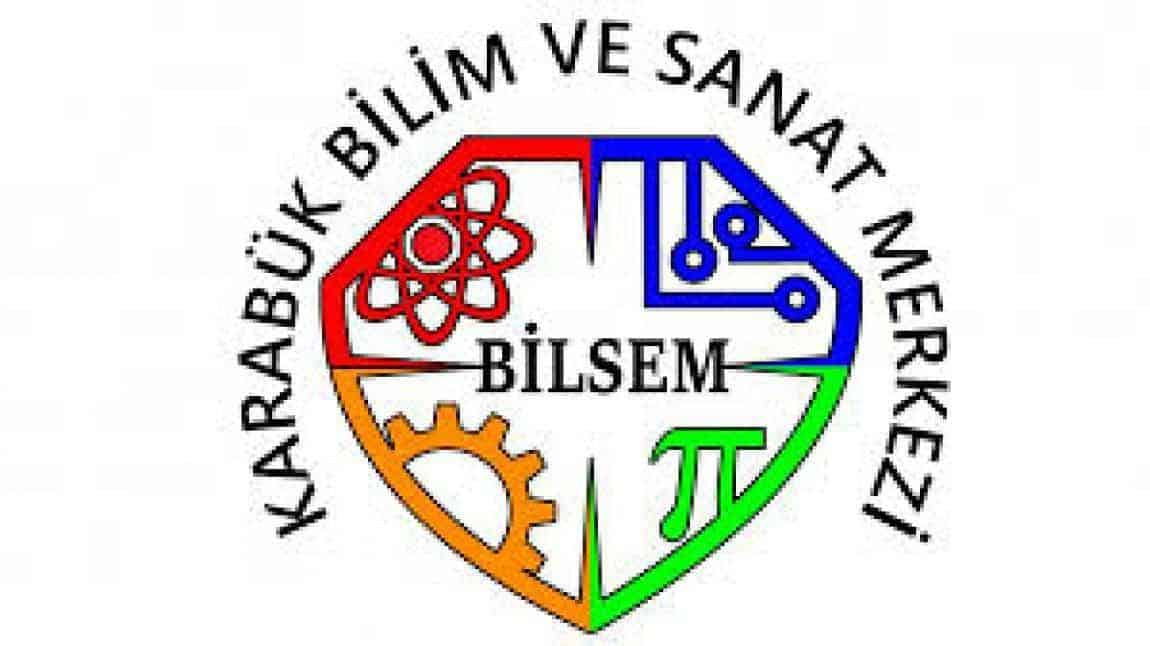 KARABÜK BİLİM VE SANAT MERKEZİ
BİLSEM
π